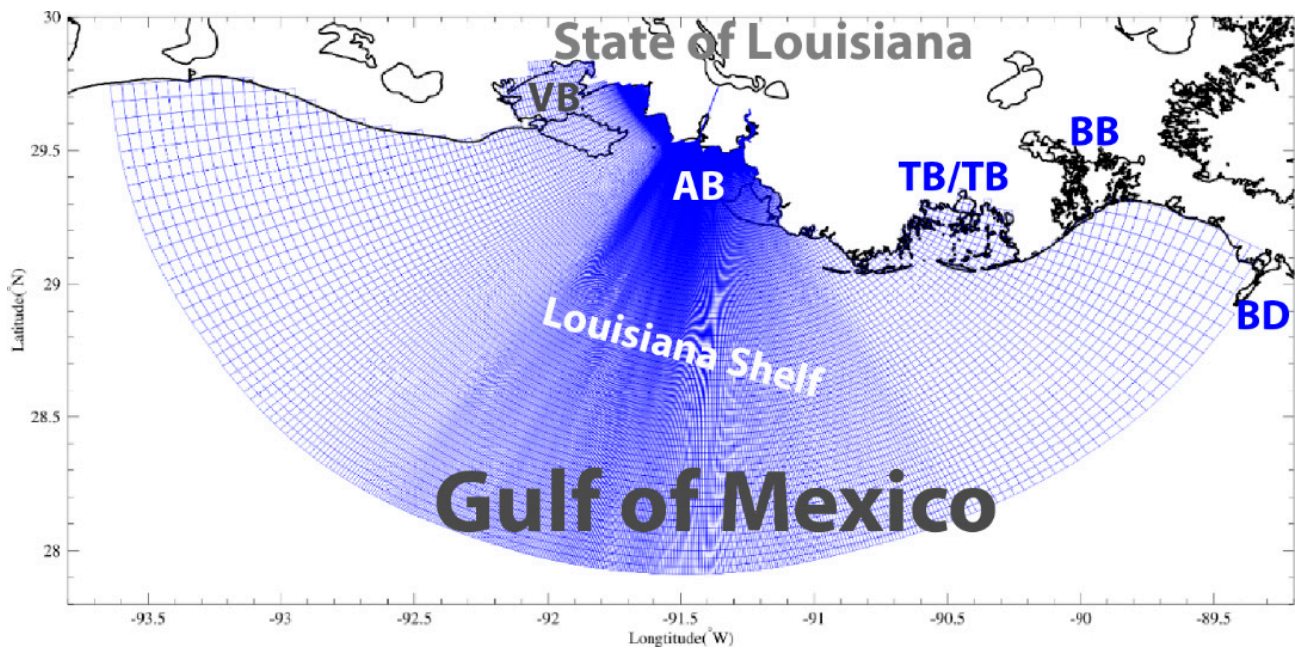 State of Louisiana
VB
BB
TB/TB
AB
BD
Louisiana Shelf
Gulf of Mexico
Latitude(°N)
30
29.5
29
28.5
28
-93.5 -93 -92.5 -92 -91.5 -91 -90.5 -90 -89.5
Longtitude(°W)